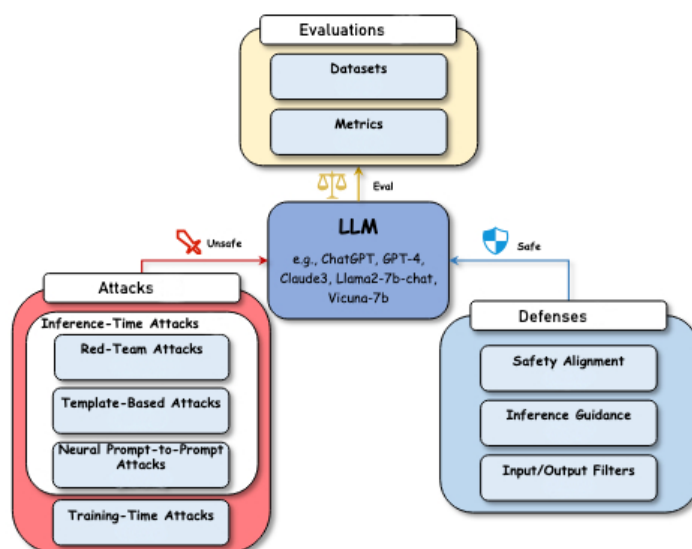 Evaluations
Datasets
Metrics
Eval
LLM
e.g., ChatGPT, GPT-4,
Claude3, Llama2-7b-chat,
Vicuna-7b
Unsafe
Safe
Attacks
Inference-Time Attacks
Red-Team Attacks
Template-Based Attacks
Neural Prompt-to-Prompt
Attacks
Training-Time Attacks
Defenses
Safety Alignment
Inference Guidance
Input/Output Filters